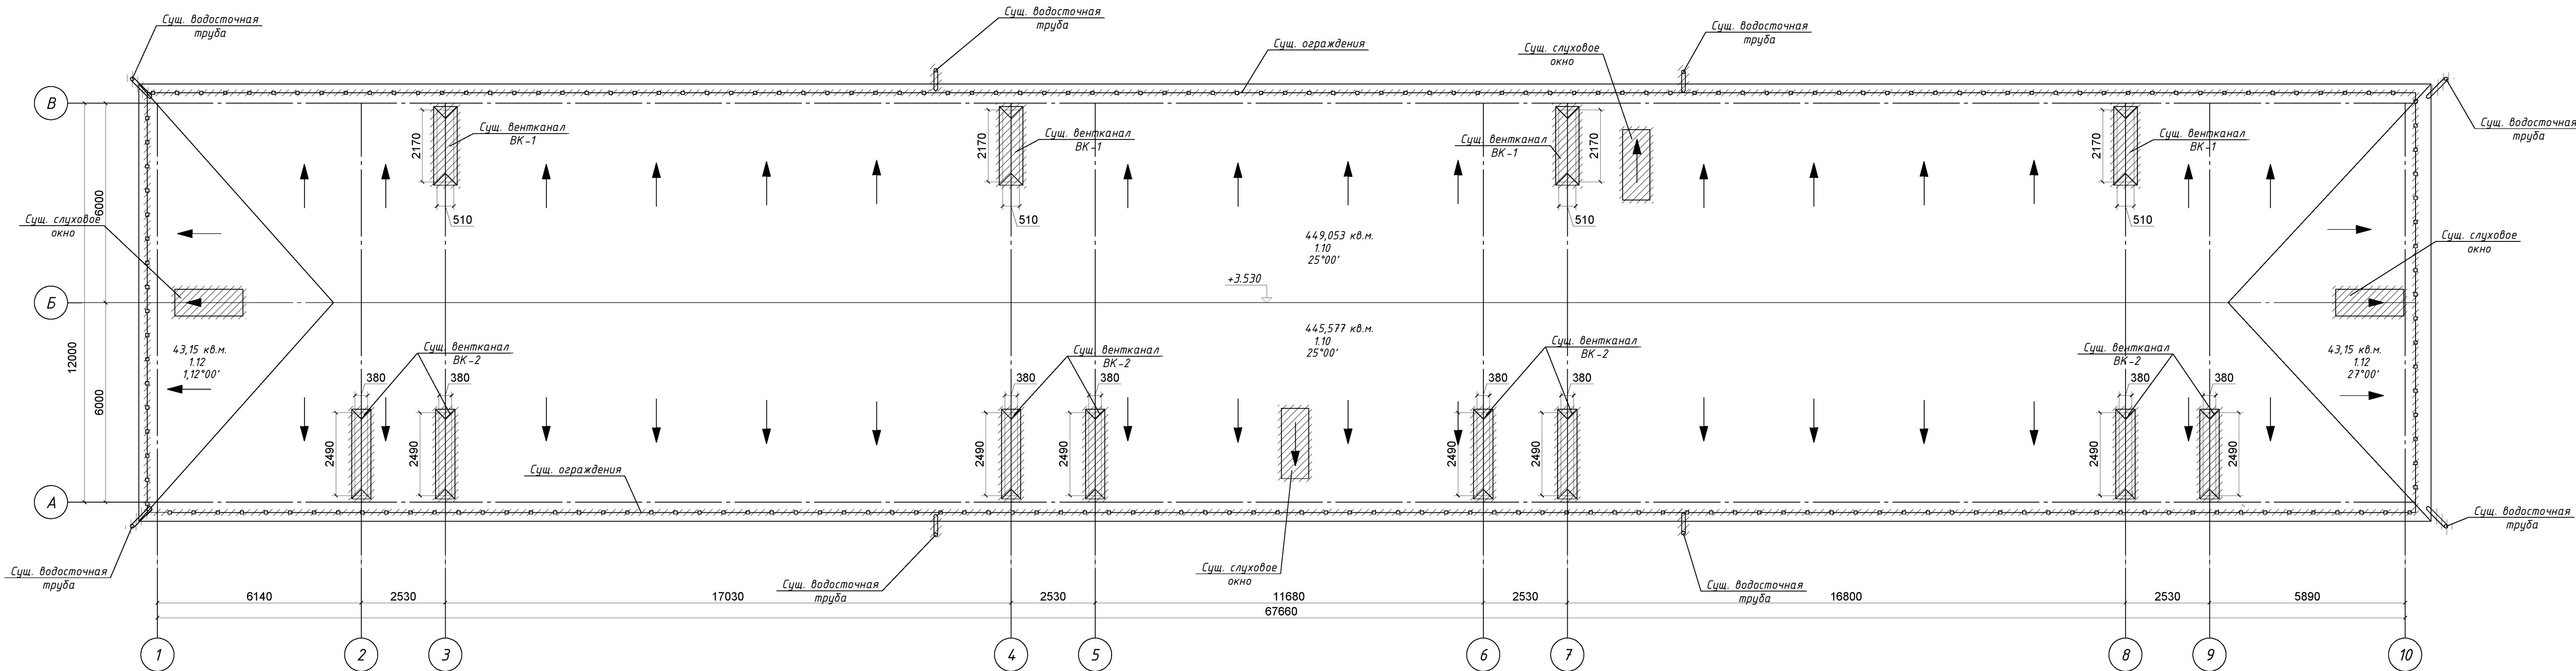 Сущ. водосточная
труба
Сущ. водосточная
труба
Сущ. ограждения
Сущ. слуховое
окно
Сущ. водосточная
труба
В
Сущ. водосточная
труба
2170
Сущ. вентканал
ВК-1
2170
Сущ. вентканал
ВК-1
Сущ. вентканал
ВК-1
2170
2170
Сущ. вентканал
ВК-1
6000
510
510
510
510
Сущ. слуховое
окно
449,053 кв.м.
1.10
25°00'
Сущ. слуховое
окно
Б
+3.530
12000
43,15 кв.м.
1.12
1,12°00'
445,577 кв.м.
1.10
25°00'
43,15 кв.м.
1.12
27°00'
Сущ. вентканал
ВК-2
Сущ. вентканал
ВК-2
Сущ. вентканал
ВК-2
Сущ. вентканал
ВК-2
6000
380
380
380
380
380
380
380
380
2490
2490
2490
2490
2490
2490
2490
2490
Сущ. ограждения
А
Сущ. водосточная
труба
Сущ. водосточная
труба
Сущ. водосточная
труба
Сущ. слуховое
окно
Сущ. водосточная
труба
6140
2530
17030
2530
11680
2530
16800
2530
5890
67660
1
2
3
4
5
6
7
8
9
10